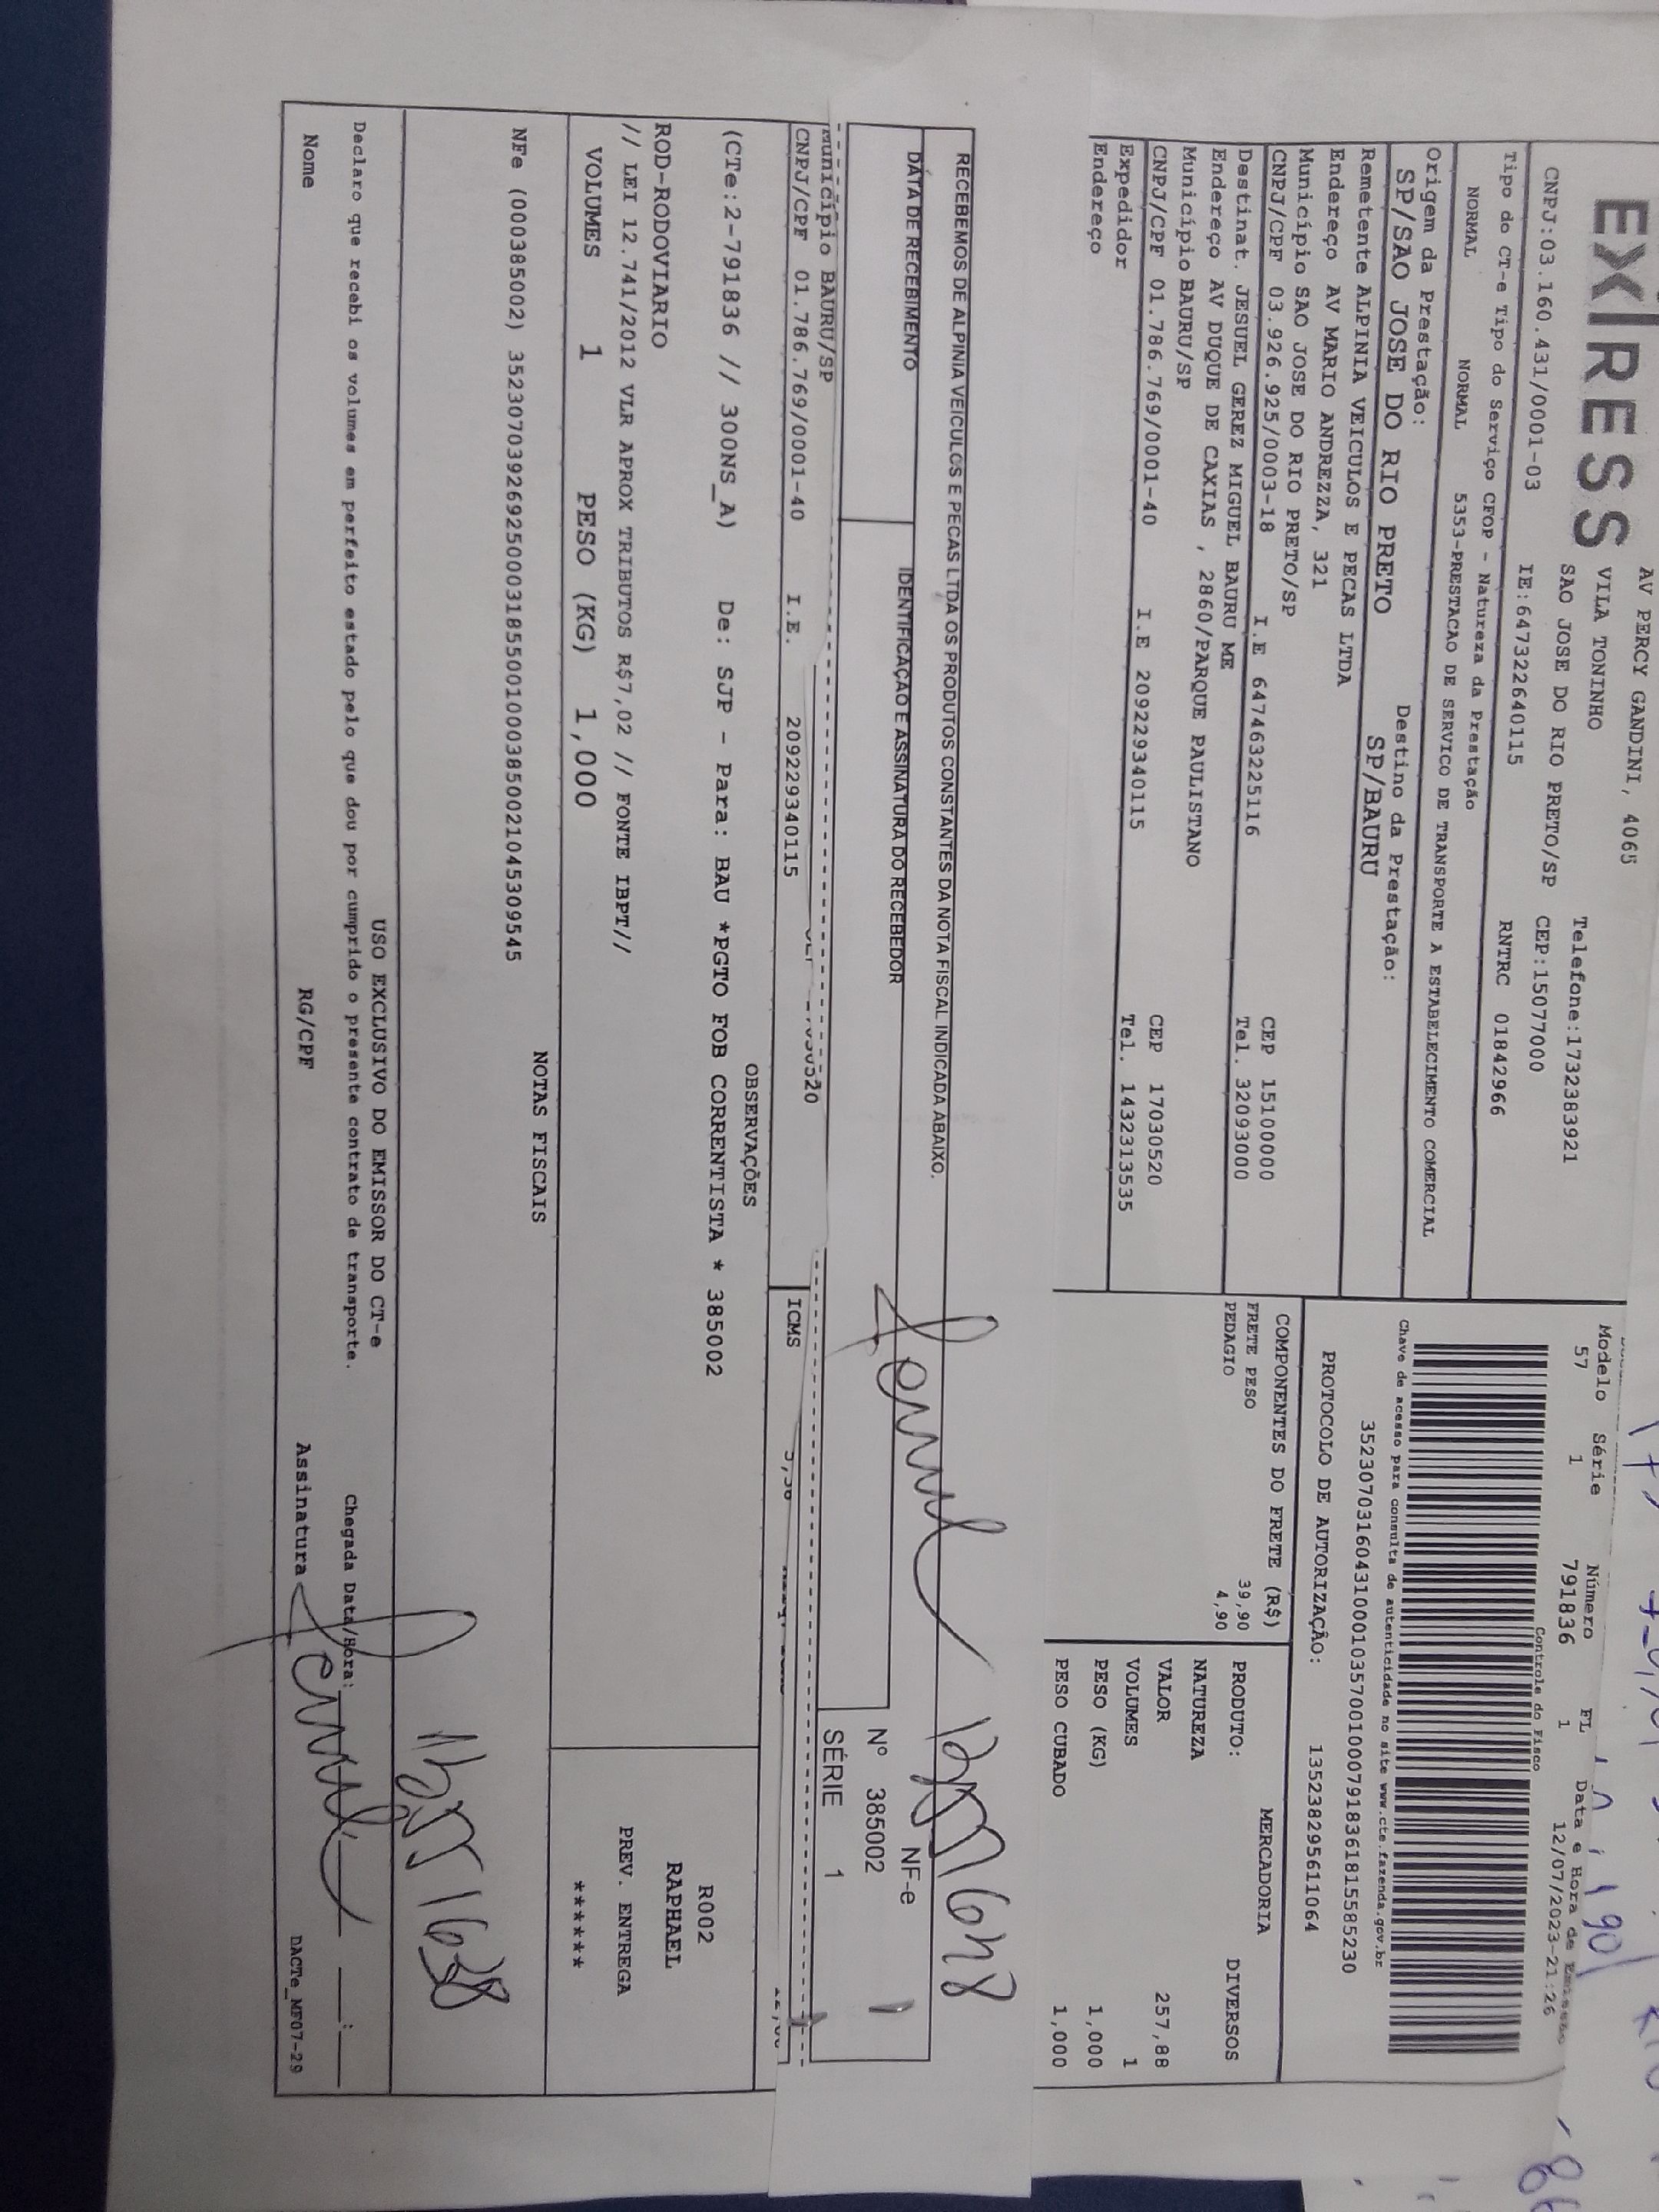 EXPRESS
AV PERCY GANDINI, 4065
VILA TONINHO
SAO JOSE DO RIO PRETO/SP CEP:15077000
Telefone:1732383921
CNPJ:03.160.431/0001-03 IE:647322640115 RNTRC 01842966
Modelo Série Número FL Data e Hora de Emissão
57 1 791836 1 12/07/2023-21:26
Controle do Fisco
Tipo do CT-e Tipo do Serviço CFOP - Natureza da Prestação
NORMAL NORMAL 5353-PRESTACAO DE SERVICO DE TRANSPORTE A ESTABELECIMENTO COMERCIAL
Origem da Prestação: Destino da Prestação:
SP/SAO JOSE DO RIO PRETO SP/BAURU
Chave de acesso para consulta de autenticidade no site www.cte.fazenda.gov.br
35230703160431000103570010007918361815585230
PROTOCOLO DE AUTORIZAÇÃO: 135238295611064
Remetente ALPINIA VEICULOS E PECAS LTDA
Endereço AV MARIO ANDREZZA, 321
Município SAO JOSE DO RIO PRETO/SP CEP 15100000
CNPJ/CPF 03.926.925/0003-18 I.E 647463225116 Tel. 32093000
Destinat. JESUEL GEREZ MIGUEL BAURU ME
Endereço AV DUQUE DE CAXIAS , 2860/PARQUE PAULISTANO
Município BAURU/SP CEP 17030520
CNPJ/CPF 01.786.769/0001-40 I.E 209229340115 Tel. 1432313535
Expedidor
Endereço
COMPONENTES DO FRETE (R$)
FRETE PESO 39,90
PEDAGIO 4,90
MERCADORIA
PRODUTO: DIVERSOS
NATUREZA
VALOR 257,88
VOLUMES 1
PESO (KG) 1,000
PESO CUBADO 1,000
RECEBEMOS DE ALPINIA VEICULOS E PECAS LTDA OS PRODUTOS CONSTANTES DA NOTA FISCAL INDICADA ABAIXO.
DATA DE RECEBIMENTO IDENTIFICAÇÃO E ASSINATURA DO RECEBEDOR
NF-e
Nº 385002
SÉRIE 1
Município BAURU/SP
CNPJ/CPF 01.786.769/0001-40 I.E. 209229340115
ICMS
OBSERVAÇÕES
(CTe:2-791836 // 300NS_A) De: SJP - Para: BAU *PGTO FOB CORRENTISTA * 385002
ROD-RODOVIARIO
// LEI 12.741/2012 VLR APROX TRIBUTOS R$7,02 // FONTE IBPT//
VOLUMES 1 PESO (KG) 1,000
R002
RAPHAEL
PREV. ENTREGA
******
NOTAS FISCAIS
NFe (000385002) 35230703926925000318550010003850021045309545
USO EXCLUSIVO DO EMISSOR DO CT-e
Declaro que recebi os volumes em perfeito estado pelo que dou por cumprido o presente contrato de transporte. Chegada Data/Hora: ___:___
Nome RG/CPF Assinatura
DACTe_MF07-29